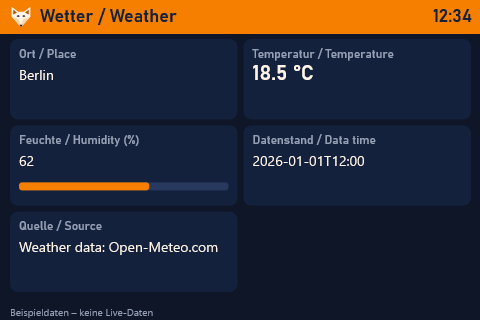 Wetter / Weather
12:34
Ort / Place
Berlin
Temperatur / Temperature
18.5 °C
Feuchte / Humidity (%)
62
Datenstand / Data time
2026-01-01T12:00
Quelle / Source
Weather data: Open-Meteo.com
Beispieldaten – keine Live-Daten